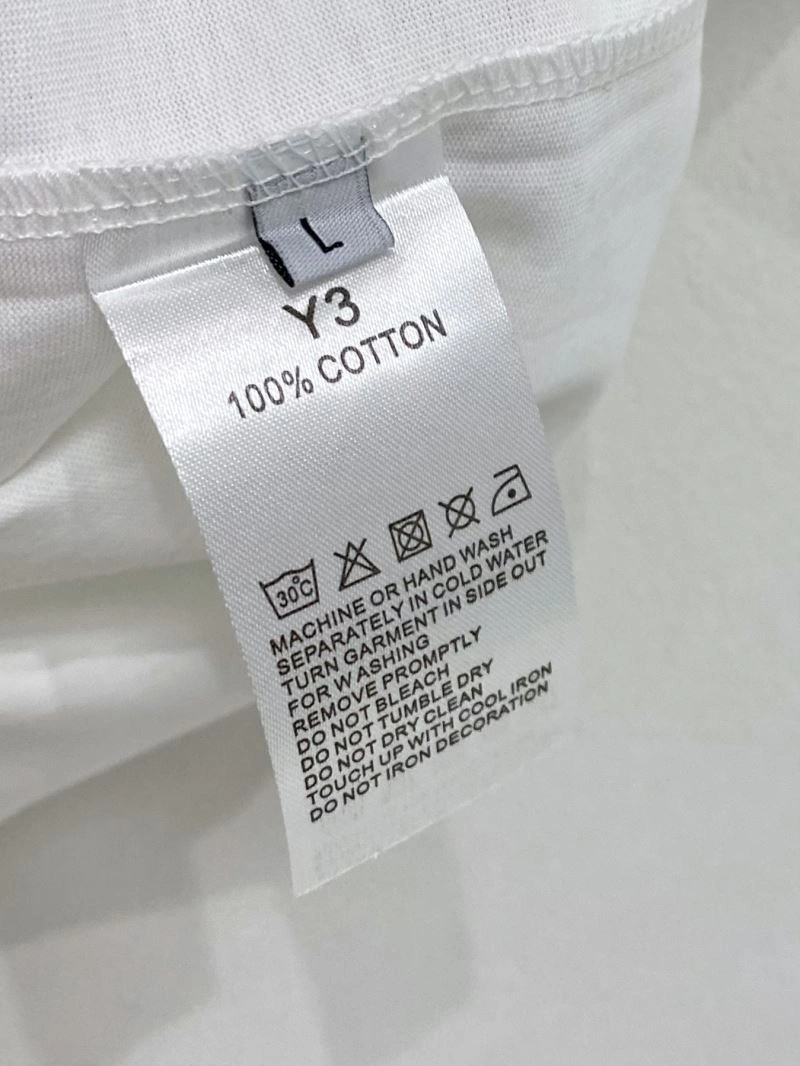 L
Y3
100% COTTON
30°C
MACHINE OR HAND WASH
SEPARATELY IN COLD WATER
TURN GARMENT IN SIDE OUT
FOR WASHING
REMOVE PROMPTLY
DO NOT BLEACH
DO NOT TUMBLE DRY
DO NOT DRY CLEAN
TOUCH UP WITH COOL IRON
DO NOT IRON DECORATION